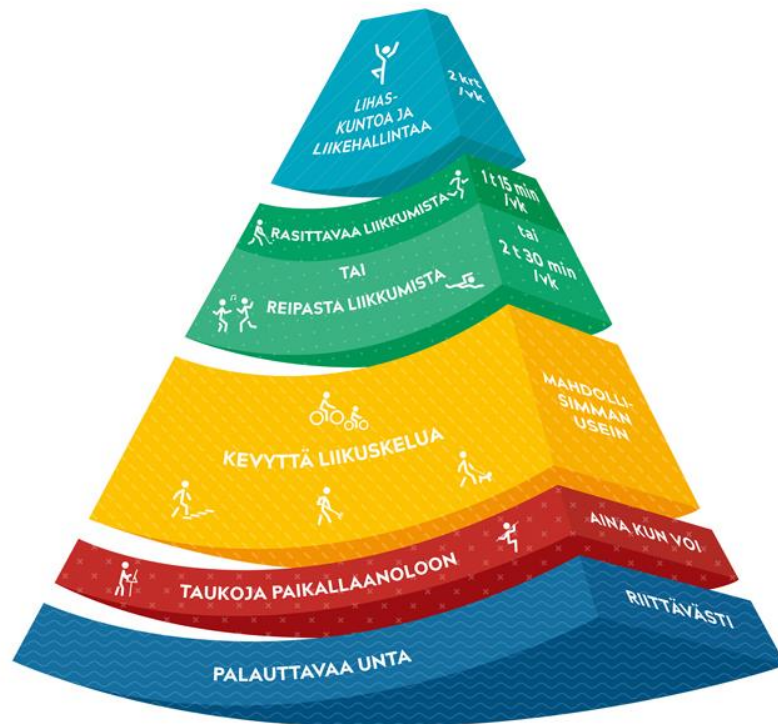 LIHAS-
KUNTOA JA
LIIKEHALLINTAA
2 krt
/vk
RASITTAVAA LIIKKUMISTA
1 t 15 min
/vk
TAI
tai
REIPASTA LIIKKUMISTA
2 t 30 min
/vk
KEVYTTÄ LIIKUSKELUA
MAHDOLLI-
SIMMAN
USEIN
TAUKOJA PAIKALLAANOLOON
AINA KUN VOI
PALAUTTAVAA UNTA
RIITTÄVÄSTI